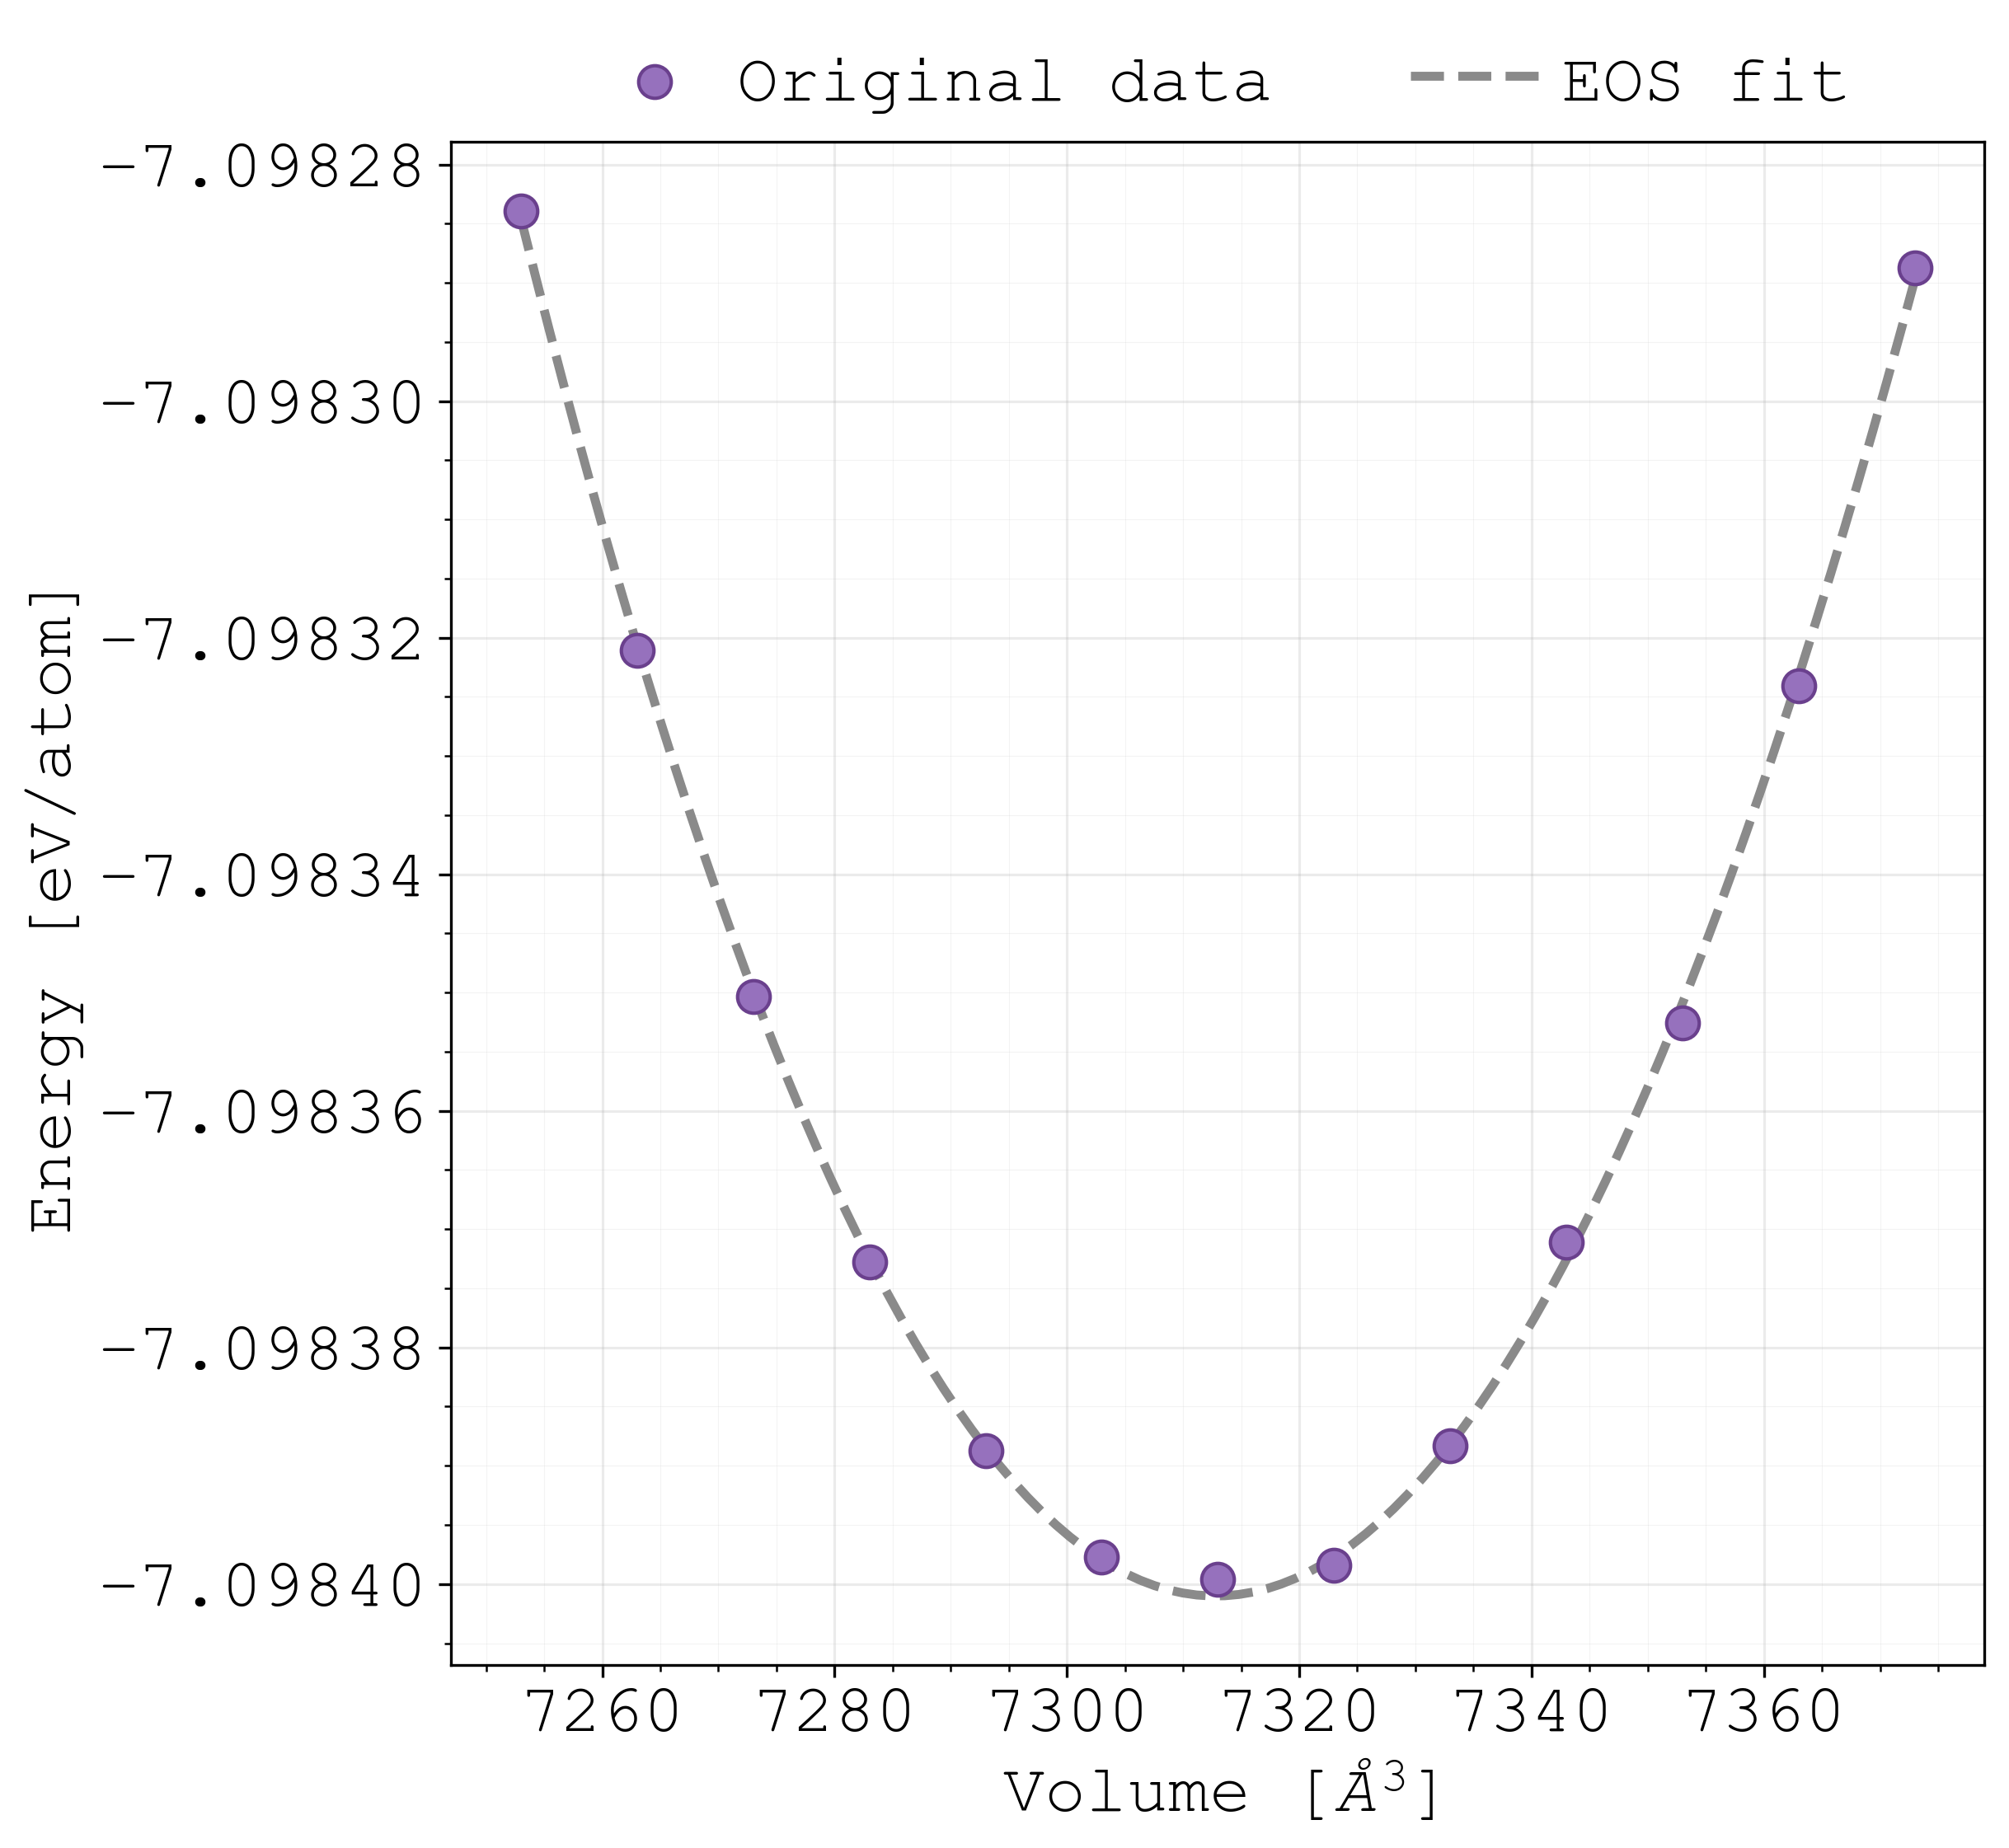 Original data
EOS fit
Energy [eV/atom]
−7.09828
−7.09830
−7.09832
−7.09834
−7.09836
−7.09838
−7.09840
7260 7280 7300 7320 7340 7360
Volume [Å³]